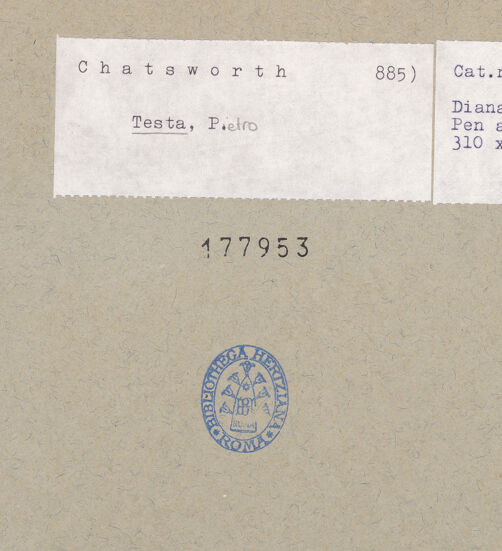 Chatsworth 885)
Testa, Pietro
Cat.
Diana
Pen
310 x
177953
BIBLIOTHECA HERTZIANA
ROMA